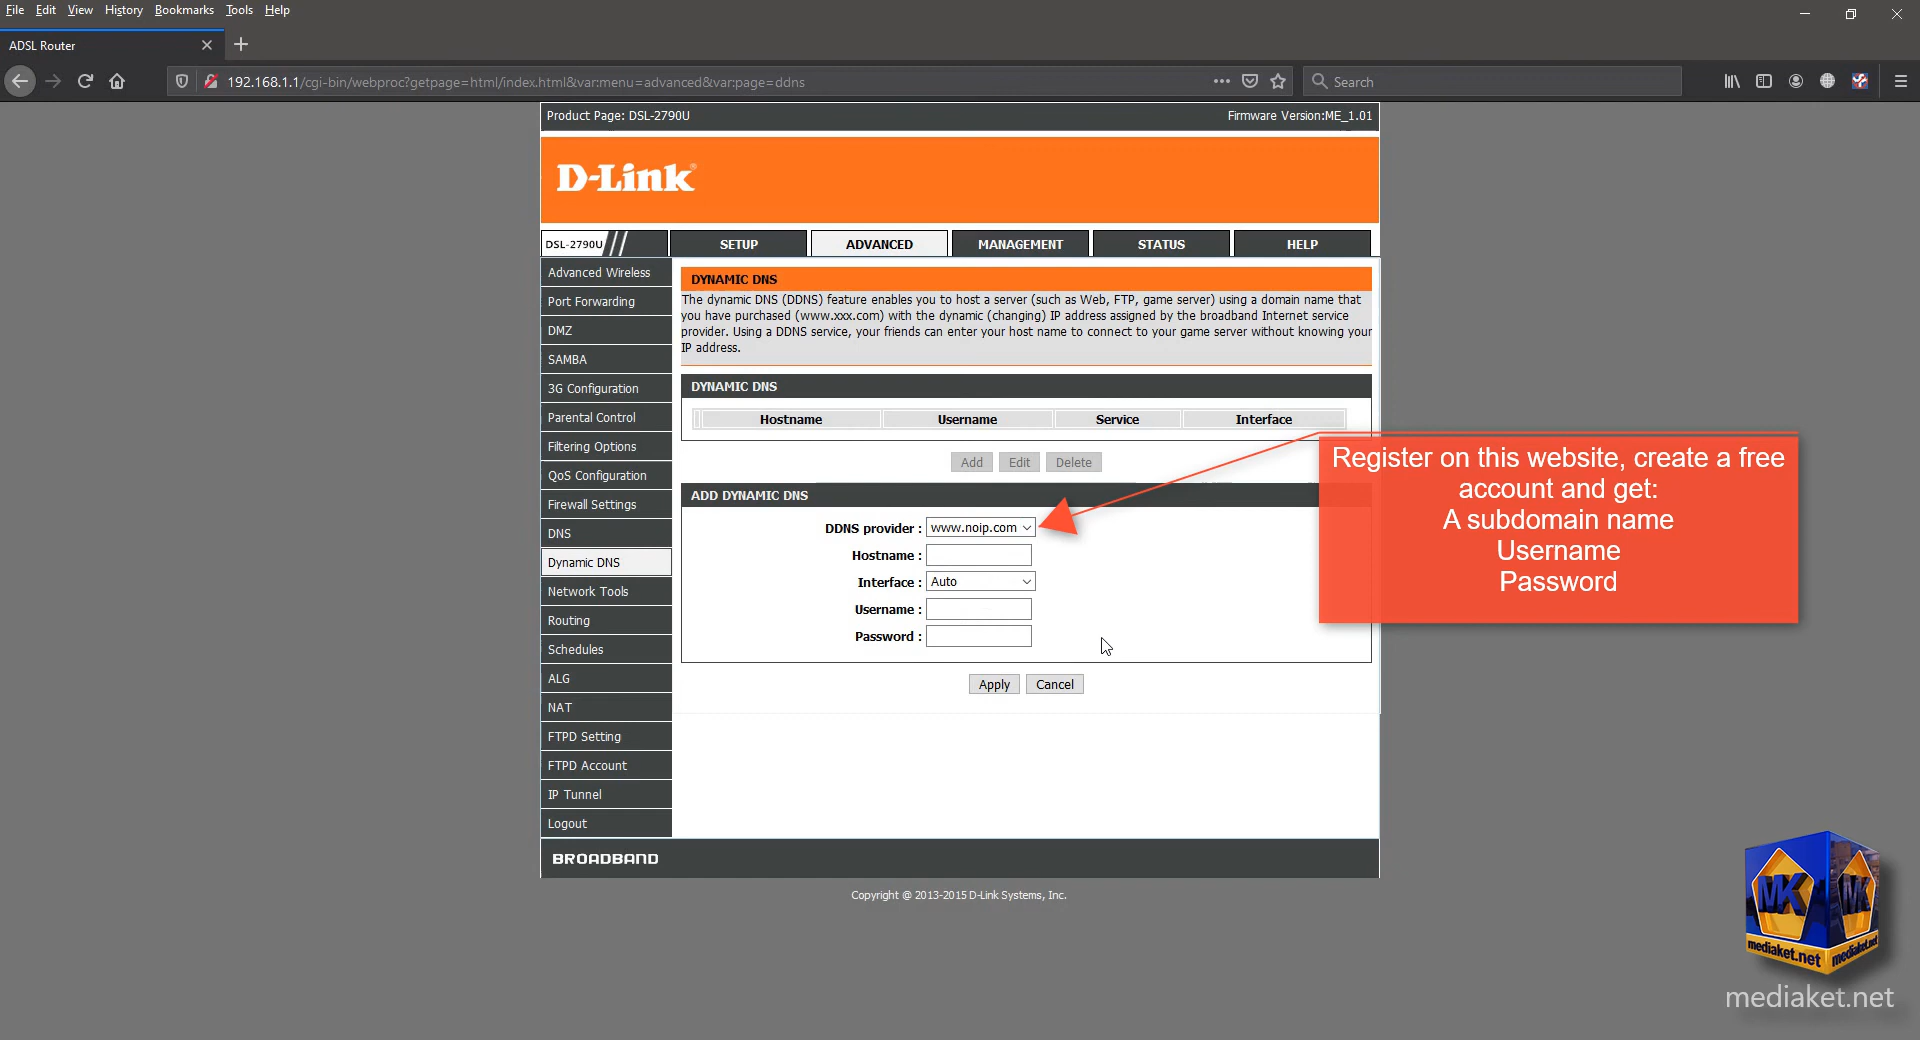 File Edit View History Bookmarks Tools Help
ADSL Router
192.168.1.1/cgi-bin/webproc?getpage=html/index.html&var:menu=advanced&var:page=ddns
Search
Product Page: DSL-2790U
Firmware Version:ME_1.01
D-Link®
DSL-2790U
SETUP
ADVANCED
MANAGEMENT
STATUS
HELP
Advanced Wireless
Port Forwarding
DMZ
SAMBA
3G Configuration
Parental Control
Filtering Options
QoS Configuration
Firewall Settings
DNS
Dynamic DNS
Network Tools
Routing
Schedules
ALG
NAT
FTPD Setting
FTPD Account
IP Tunnel
Logout
DYNAMIC DNS
The dynamic DNS (DDNS) feature enables you to host a server (such as Web, FTP, game server) using a domain name that
you have purchased (www.xxx.com) with the dynamic (changing) IP address assigned by the broadband Internet service
provider. Using a DDNS service, your friends can enter your host name to connect to your game server without knowing your
IP address.
DYNAMIC DNS
Hostname Username Service Interface
Add Edit Delete
ADD DYNAMIC DNS
DDNS provider : www.noip.com
Hostname :
Interface : Auto
Username :
Password :
Apply Cancel
Register on this website, create a free
account and get:
A subdomain name
Username
Password
BROADBAND
Copyright @ 2013-2015 D-Link Systems, Inc.
MK MK
mediaket.net mediaket.net
mediaket.net